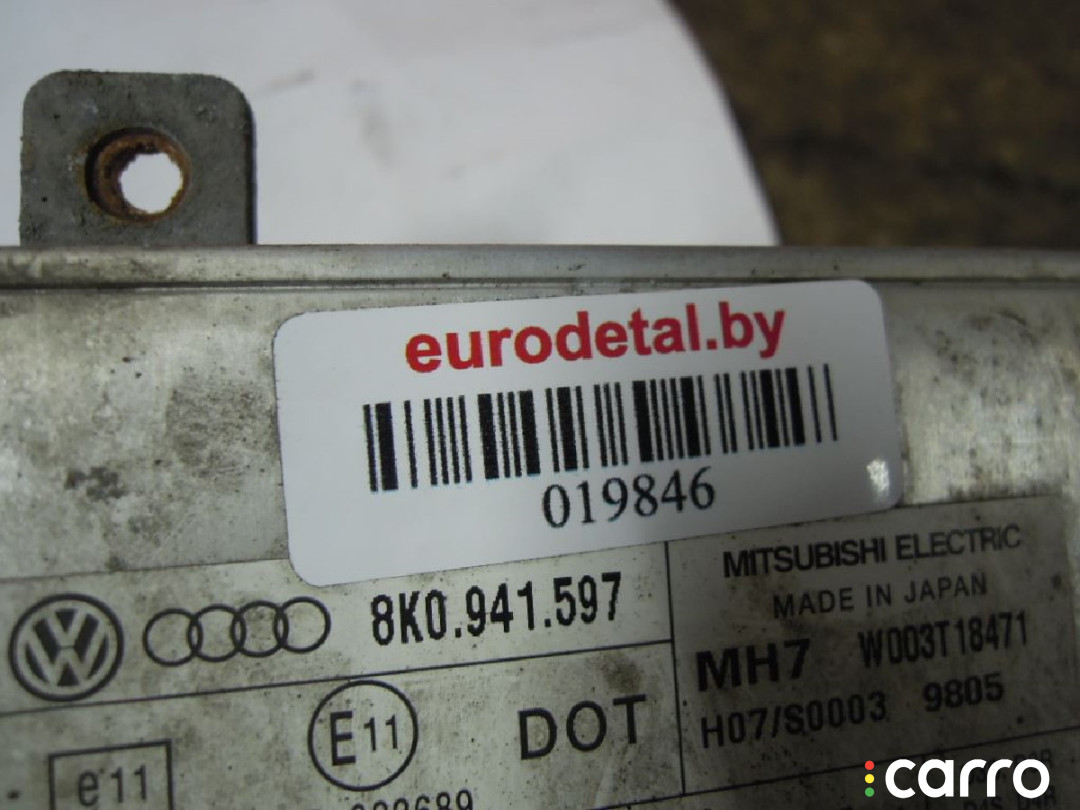 eurodetal.by
019846
8K0.941.597
MITSUBISHI ELECTRIC
MADE IN JAPAN
MH7 W003T18471
H07/S0003 9805
E11
DOT
e11
carro